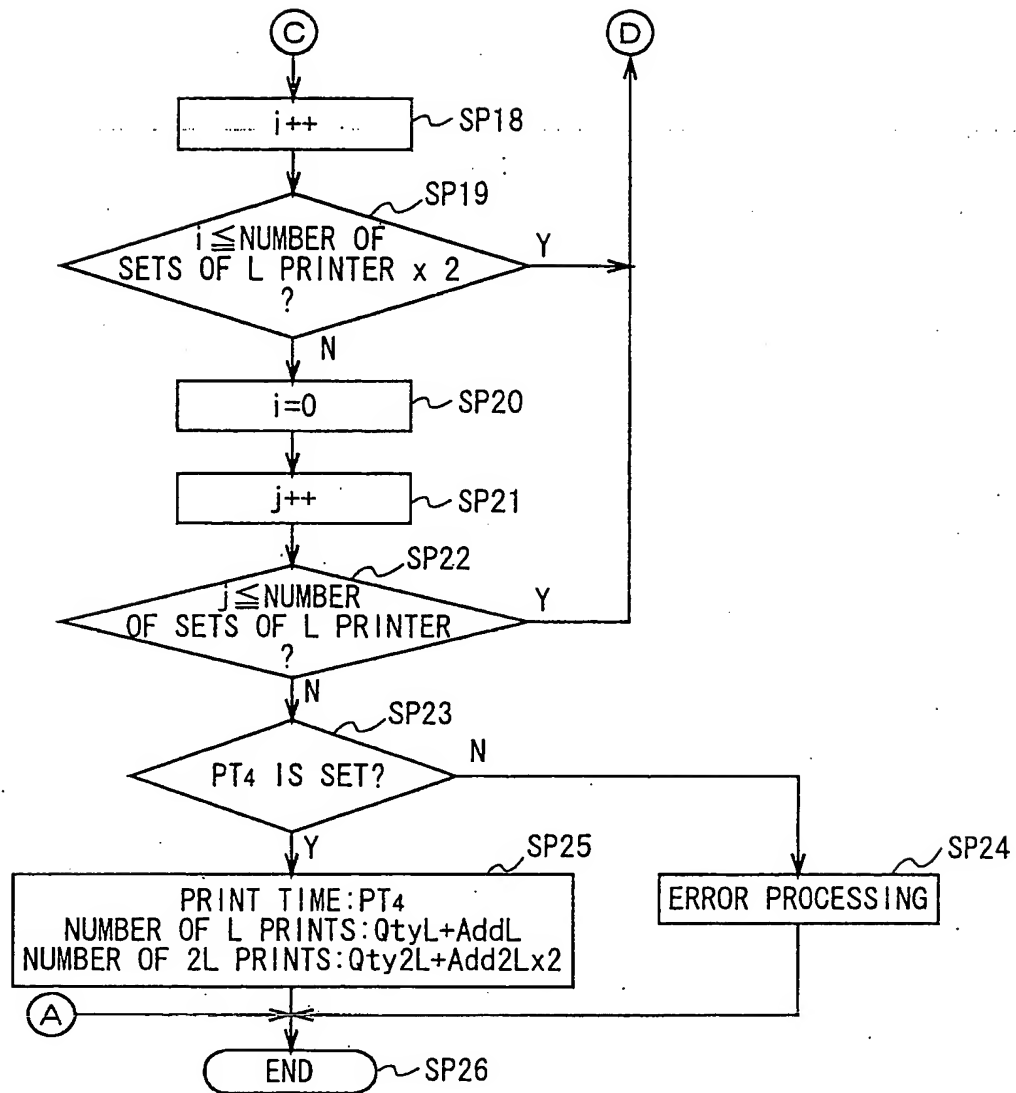 C
D
i++
SP18
SP19
i≦NUMBER OF
SETS OF L PRINTER x 2
?
Y
N
i=0
SP20
j++
SP21
SP22
j≦NUMBER
OF SETS OF L PRINTER
?
Y
N
SP23
PT4 IS SET?
N
Y
SP25
PRINT TIME:PT4
NUMBER OF L PRINTS:QtyL+AddL
NUMBER OF 2L PRINTS:Qty2L+Add2Lx2
SP24
ERROR PROCESSING
A
END
SP26